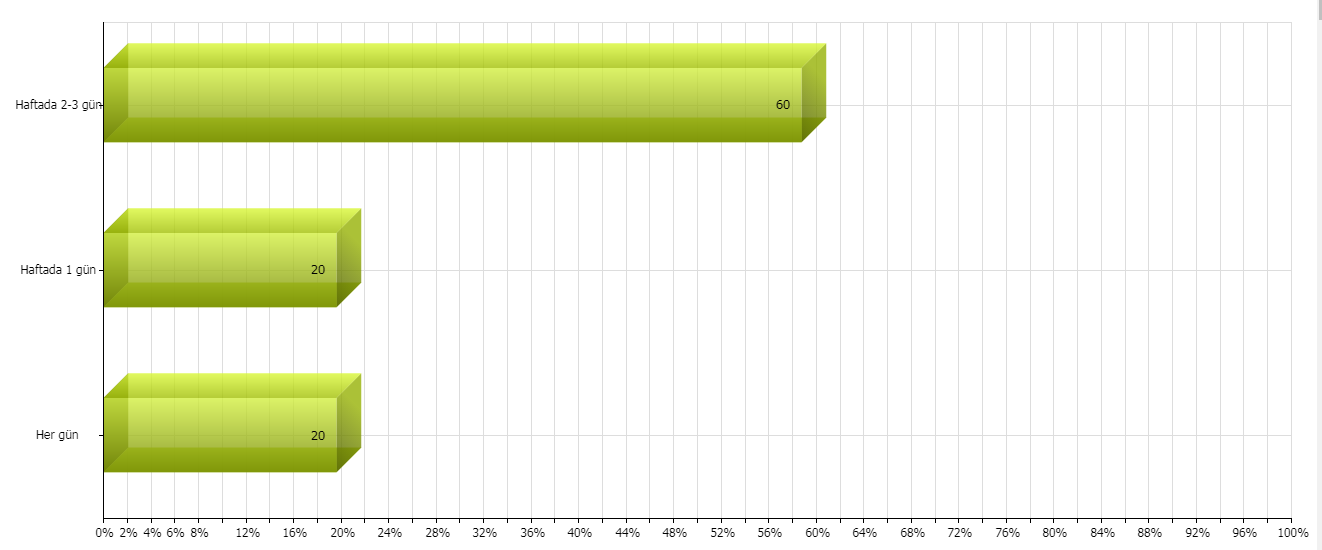 Haftada 2-3 gün
60
Haftada 1 gün
20
Her gün
20
0% 2% 4% 6% 8% 12% 16% 20% 24% 28% 32% 36% 40% 44% 48% 52% 56% 60% 64% 68% 72% 76% 80% 84% 88% 92% 96% 100%